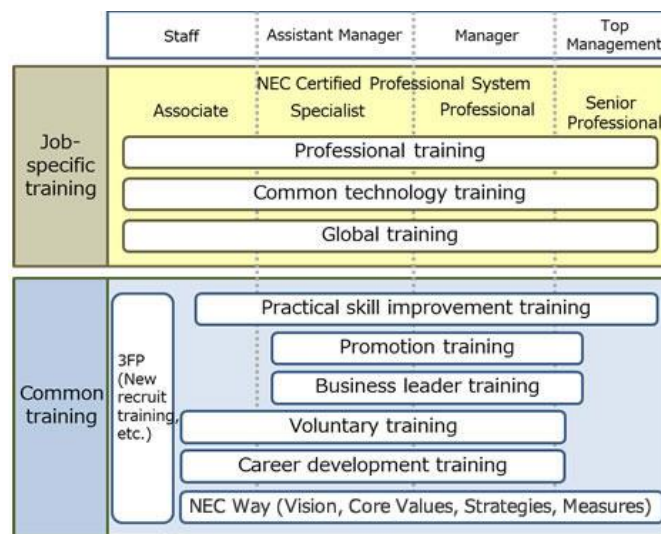 Staff
Assistant Manager
Manager
Top
Management
Job-
specific
training
NEC Certified Professional System
Associate
Specialist
Professional
Senior
Professional
Professional training
Common technology training
Global training
Common
training
3FP
(New
recruit
training,
etc.)
Practical skill improvement training
Promotion training
Business leader training
Voluntary training
Career development training
NEC Way (Vision, Core Values, Strategies, Measures)